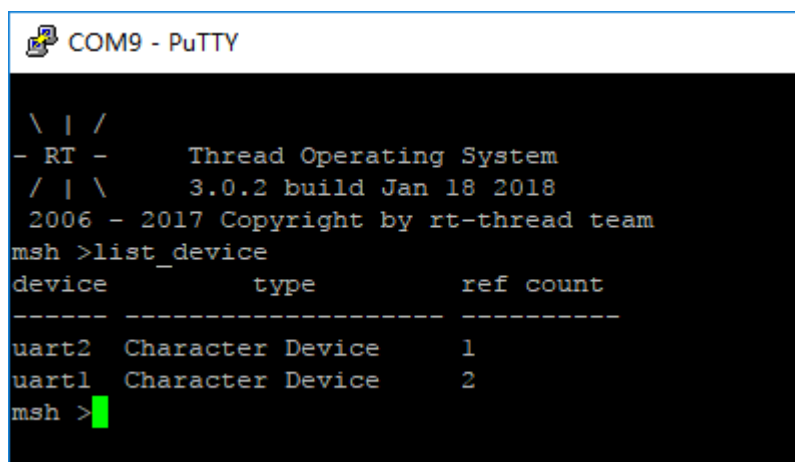 COM9 - PuTTY
 \ | /
- RT -     Thread Operating System
 / | \     3.0.2 build Jan 18 2018
 2006 - 2017 Copyright by rt-thread team
msh >list_device
device         type         ref count
------ -------------------- ----------
uart2  Character Device     1
uart1  Character Device     2
msh >